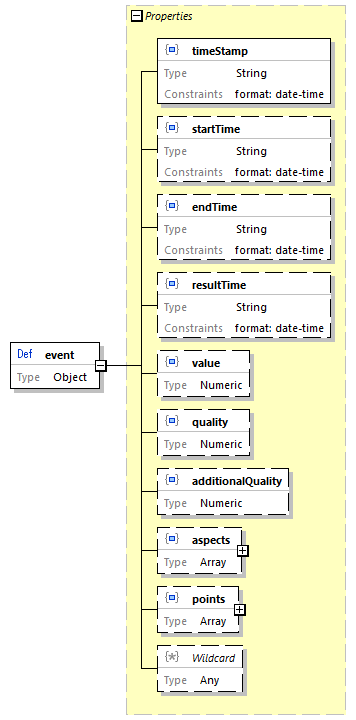 Properties
timeStamp
Type String
Constraints format: date-time
startTime
Type String
Constraints format: date-time
endTime
Type String
Constraints format: date-time
resultTime
Type String
Constraints format: date-time
Def event
Type Object
value
Type Numeric
quality
Type Numeric
additionalQuality
Type Numeric
aspects
Type Array
points
Type Array
Wildcard
Type Any